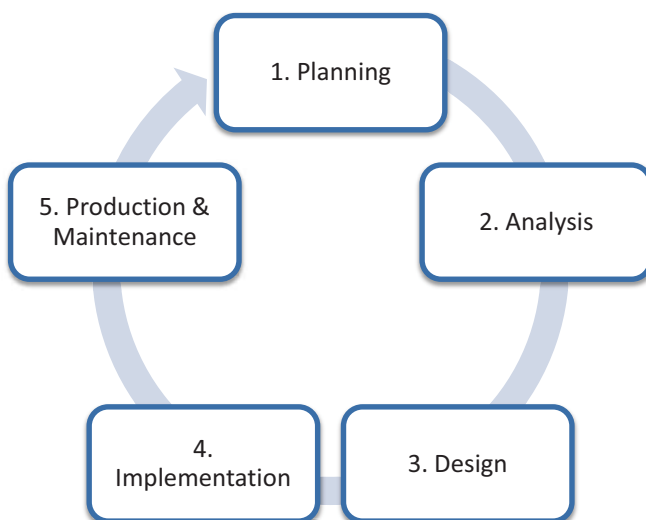 1. Planning
2. Analysis
3. Design
4.
Implementation
5. Production &
Maintenance